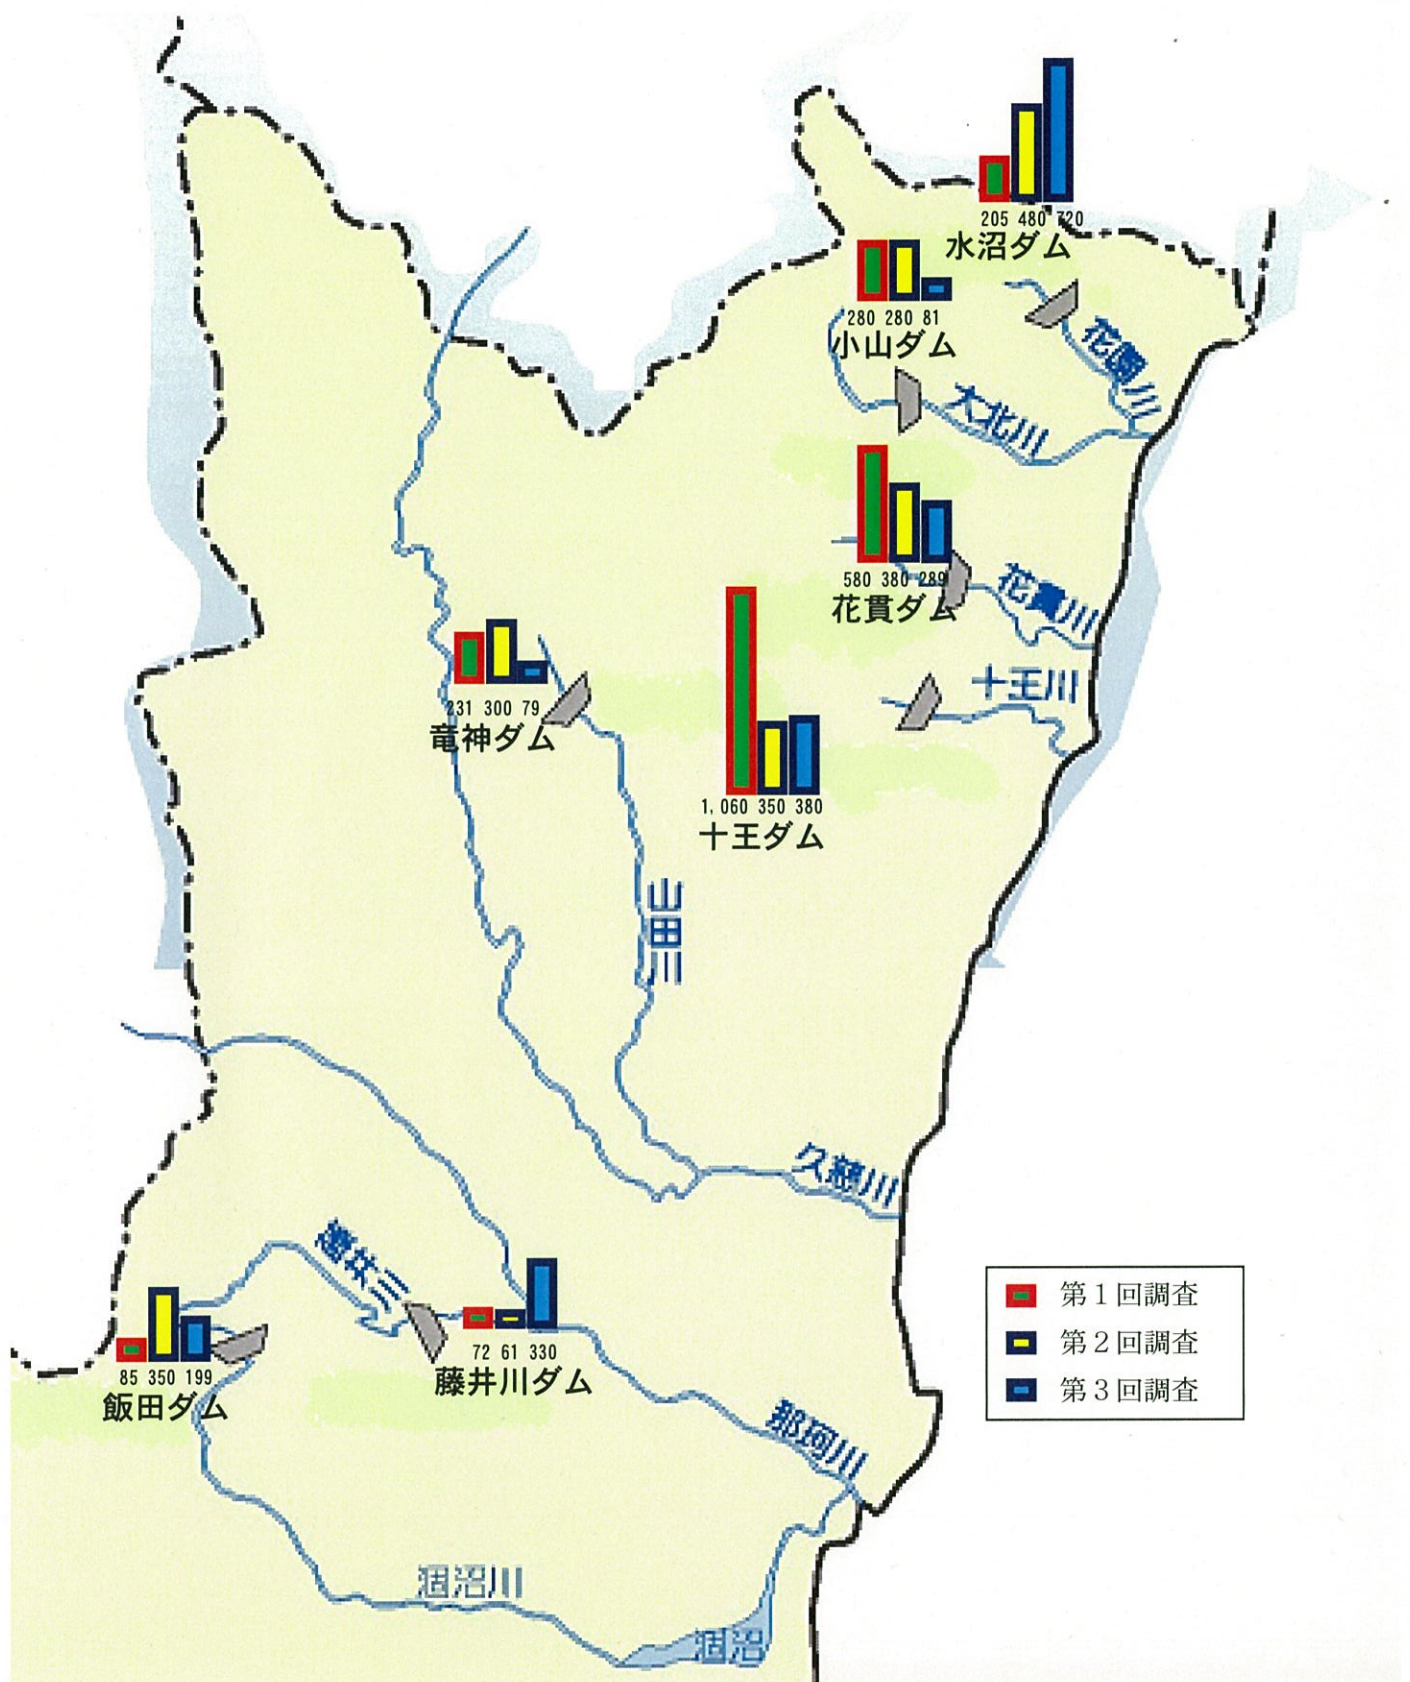 205 480 720
水沼ダム
280 280 81
小山ダム
花園川
大北川
580 380 289
花貫ダム
花貫川
十王川
231 300 79
竜神ダム
1,060 350 380
十王ダム
山田川
久慈川
藤井川
72 61 330
藤井川ダム
85 350 199
飯田ダム
第1回調査
第2回調査
第3回調査
那珂川
涸沼川
涸沼